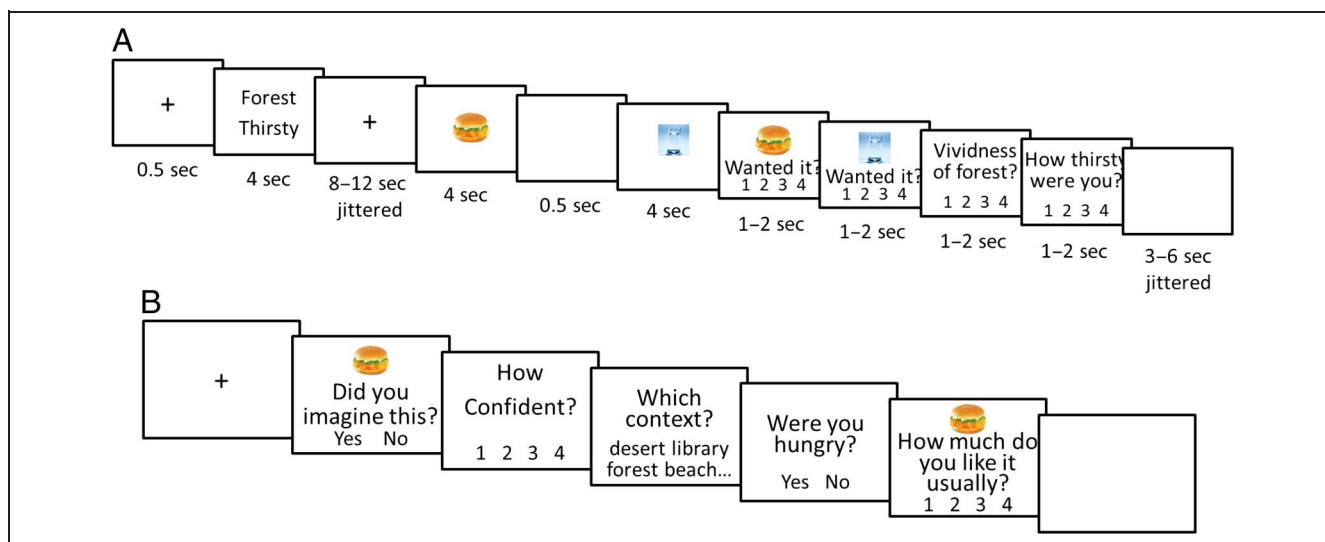 A
+
0.5 sec
Forest
Thirsty
4 sec
+
8–12 sec
jittered
4 sec
0.5 sec
4 sec
Wanted it?
1 2 3 4
1–2 sec
Wanted it?
1 2 3 4
1–2 sec
Vividness
of forest?
1 2 3 4
1–2 sec
How thirsty
were you?
1 2 3 4
1–2 sec
3–6 sec
jittered
B
+
Did you
imagine this?
Yes No
How
Confident?
1 2 3 4
Which
context?
desert library
forest beach...
Were you
hungry?
Yes No
How much do
you like it
usually?
1 2 3 4